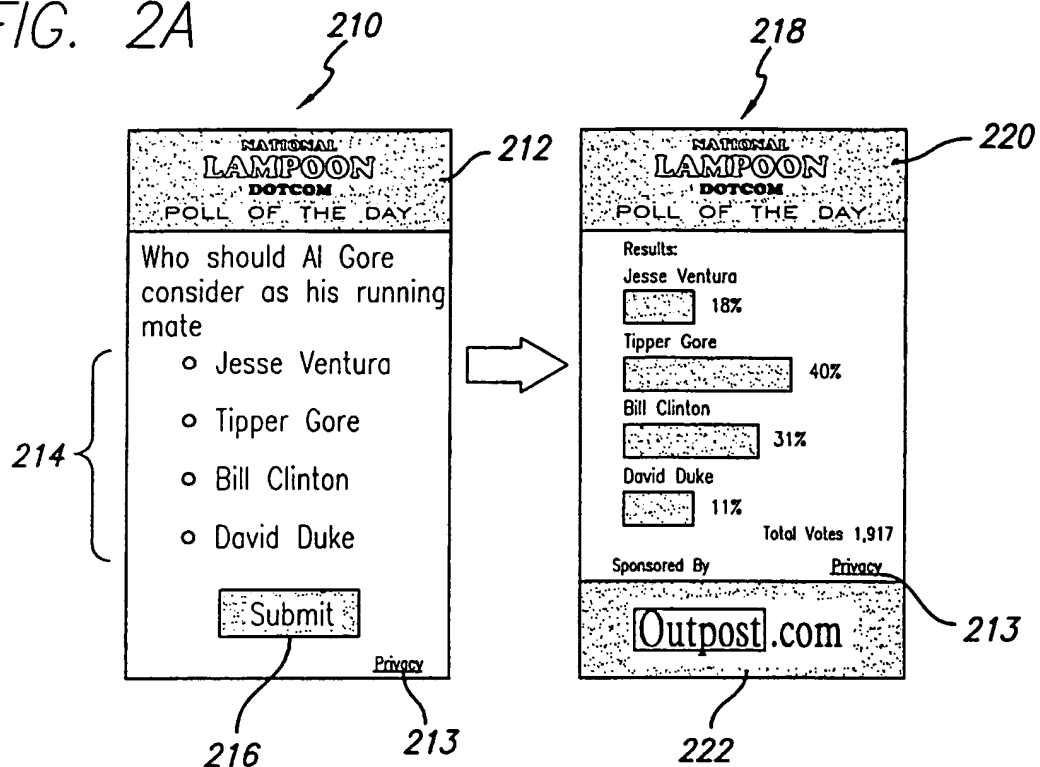 FIG. 2A
210
NATIONAL
LAMPOON
DOTCOM
POLL OF THE DAY
212
Who should Al Gore
consider as his running
mate
Jesse Ventura
Tipper Gore
Bill Clinton
David Duke
214
Submit
Privacy
216
213
218
NATIONAL
LAMPOON
DOTCOM
POLL OF THE DAY
220
Results:
Jesse Ventura
18%
Tipper Gore
40%
Bill Clinton
31%
David Duke
11%
Total Votes 1,917
Sponsored By Privacy
Outpost.com
213
222